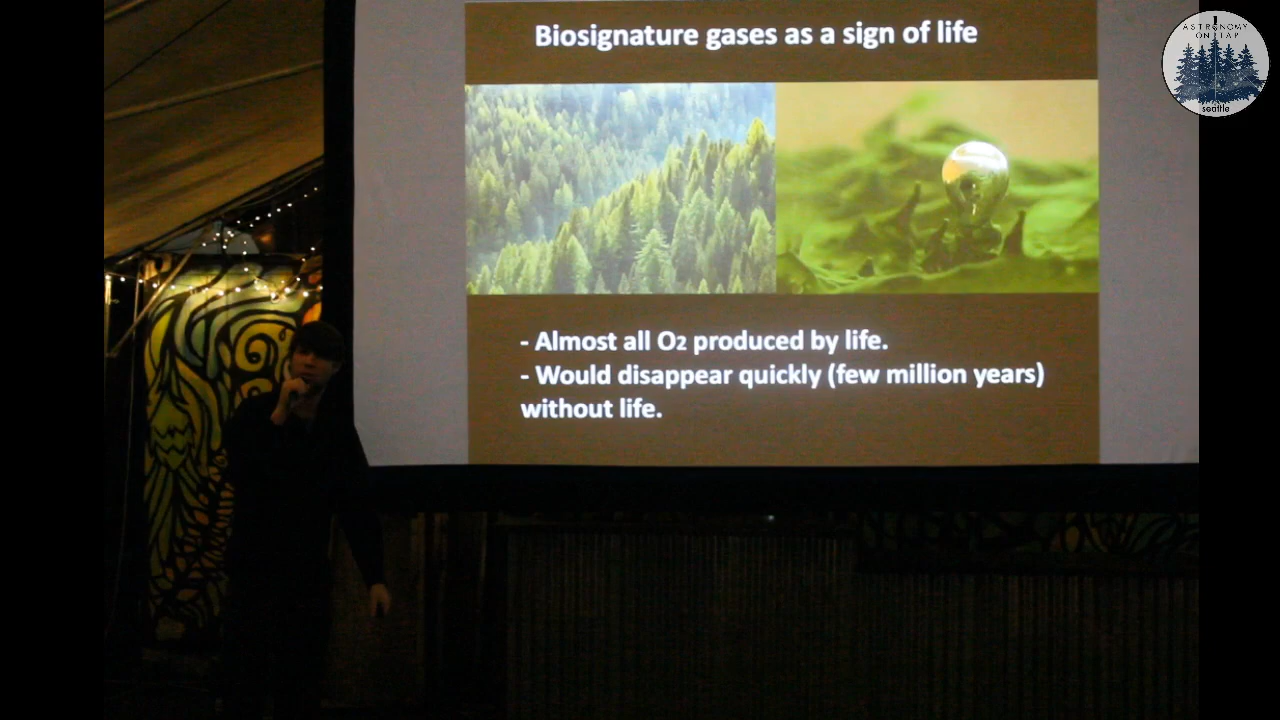 Biosignature gases as a sign of life
ASTRONOMY
ON TAP
seattle
- Almost all O2 produced by life.
- Would disappear quickly (few million years)
without life.